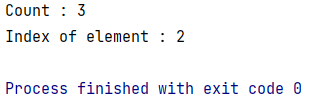 Count : 3
Index of element : 2
Process finished with exit code 0